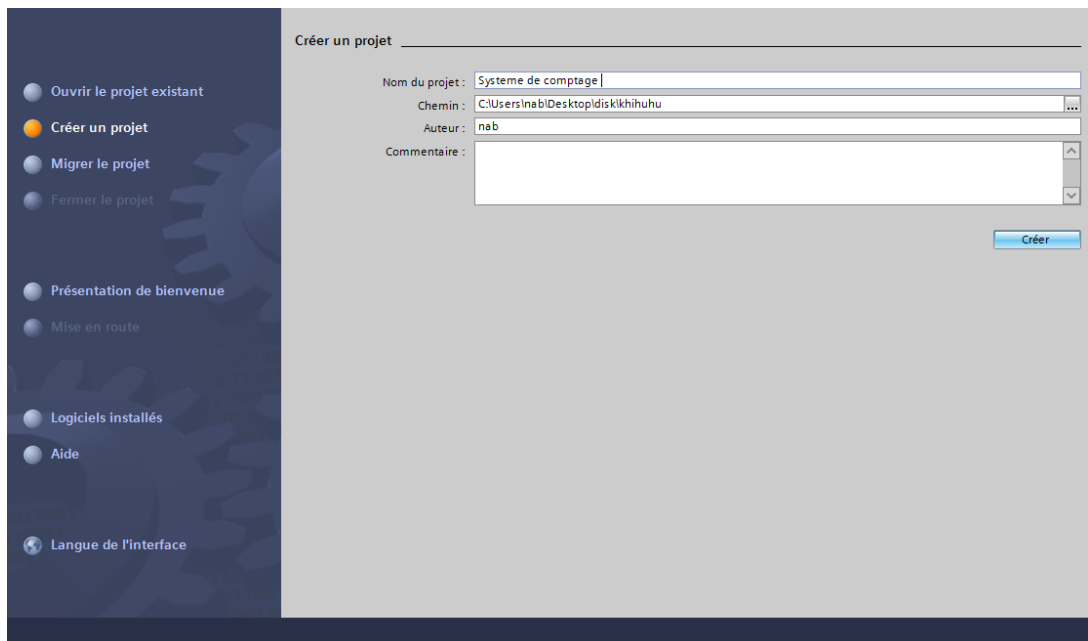 Créer un projet
Ouvrir le projet existant
Créer un projet
Migrer le projet
Fermer le projet
Présentation de bienvenue
Mise en route
Logiciels installés
Aide
Langue de l'interface
Nom du projet : Systeme de comptage
Chemin : C:\Users\nab\Desktop\disk\khihuhu
...
Auteur : nab
Commentaire :
Créer